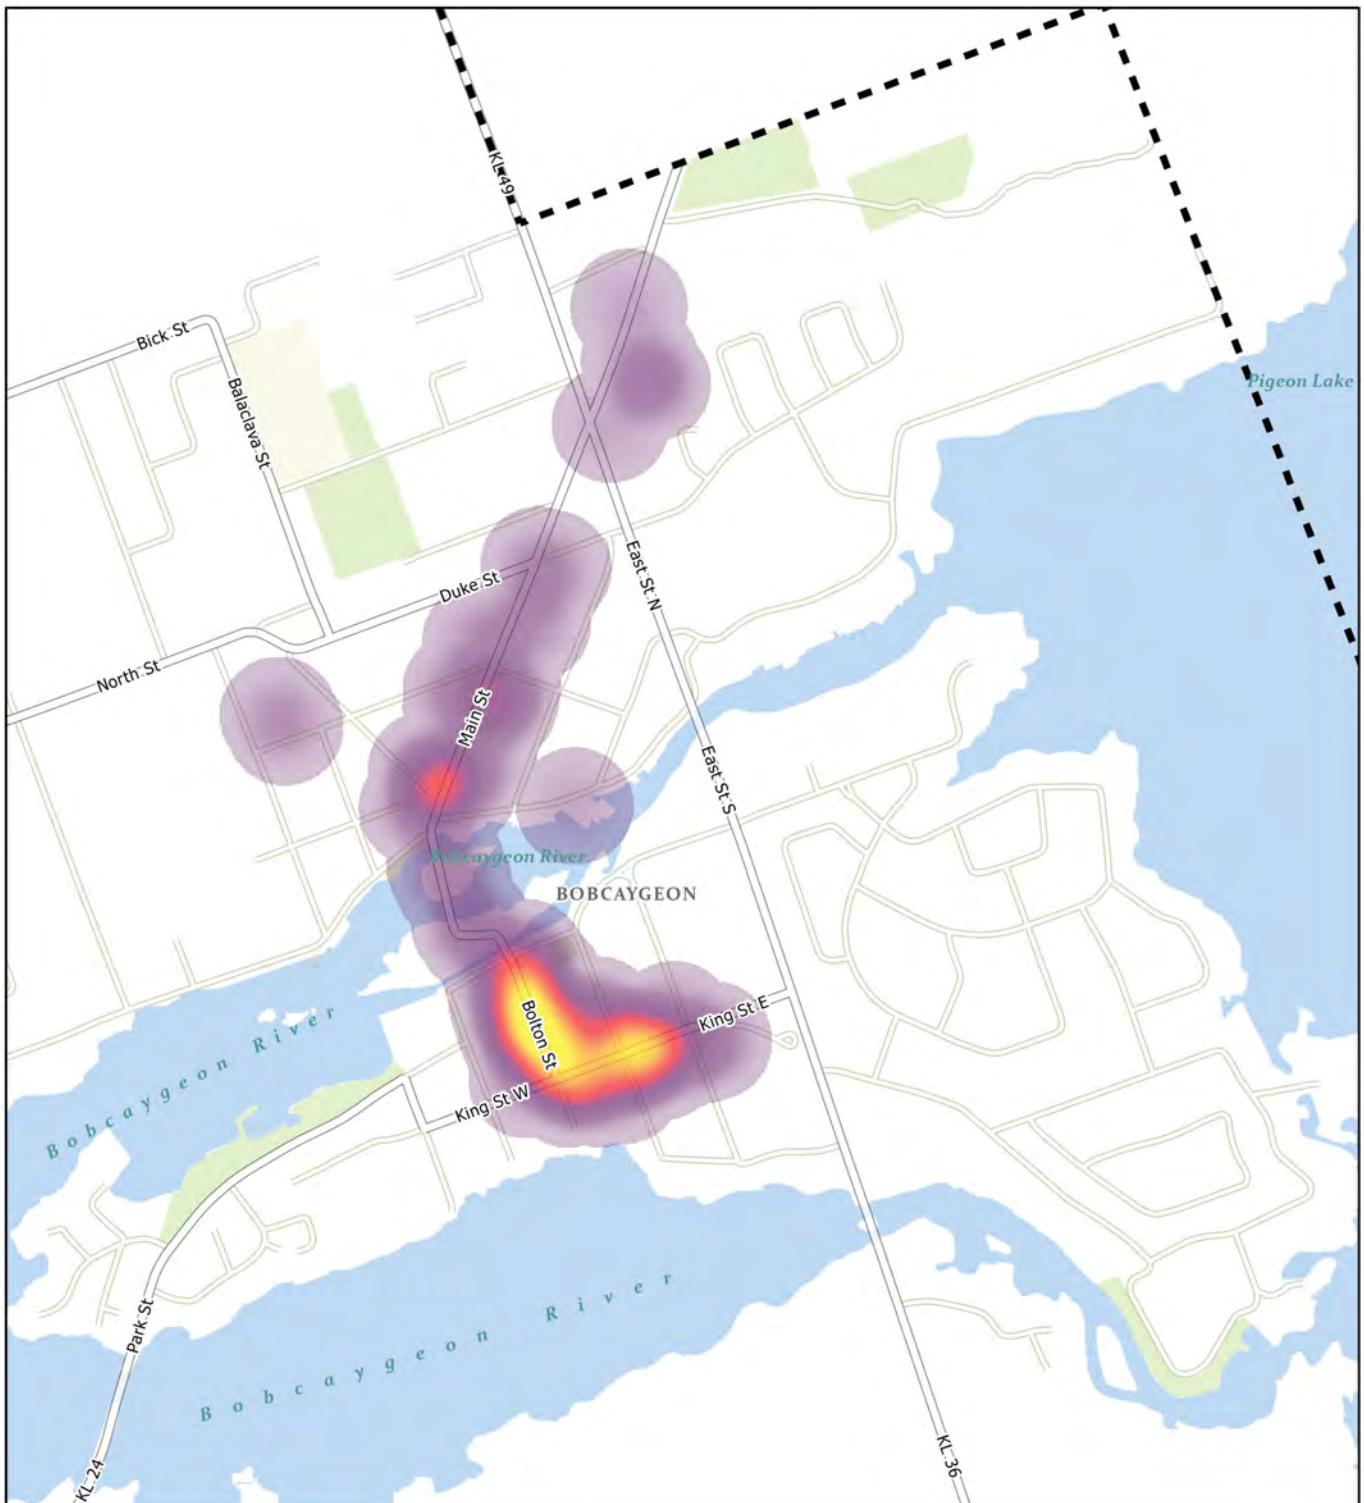 KL 49
Bick St
Balaclava St
Pigeon Lake
East St N
Duke St
North St
Main St
East St S
Bobcaygeon River
BOBCAYGEON
Bolton St
King St E
Bobcaygeon River
King St W
Bobcaygeon River
Park St
KL 24
KL 36